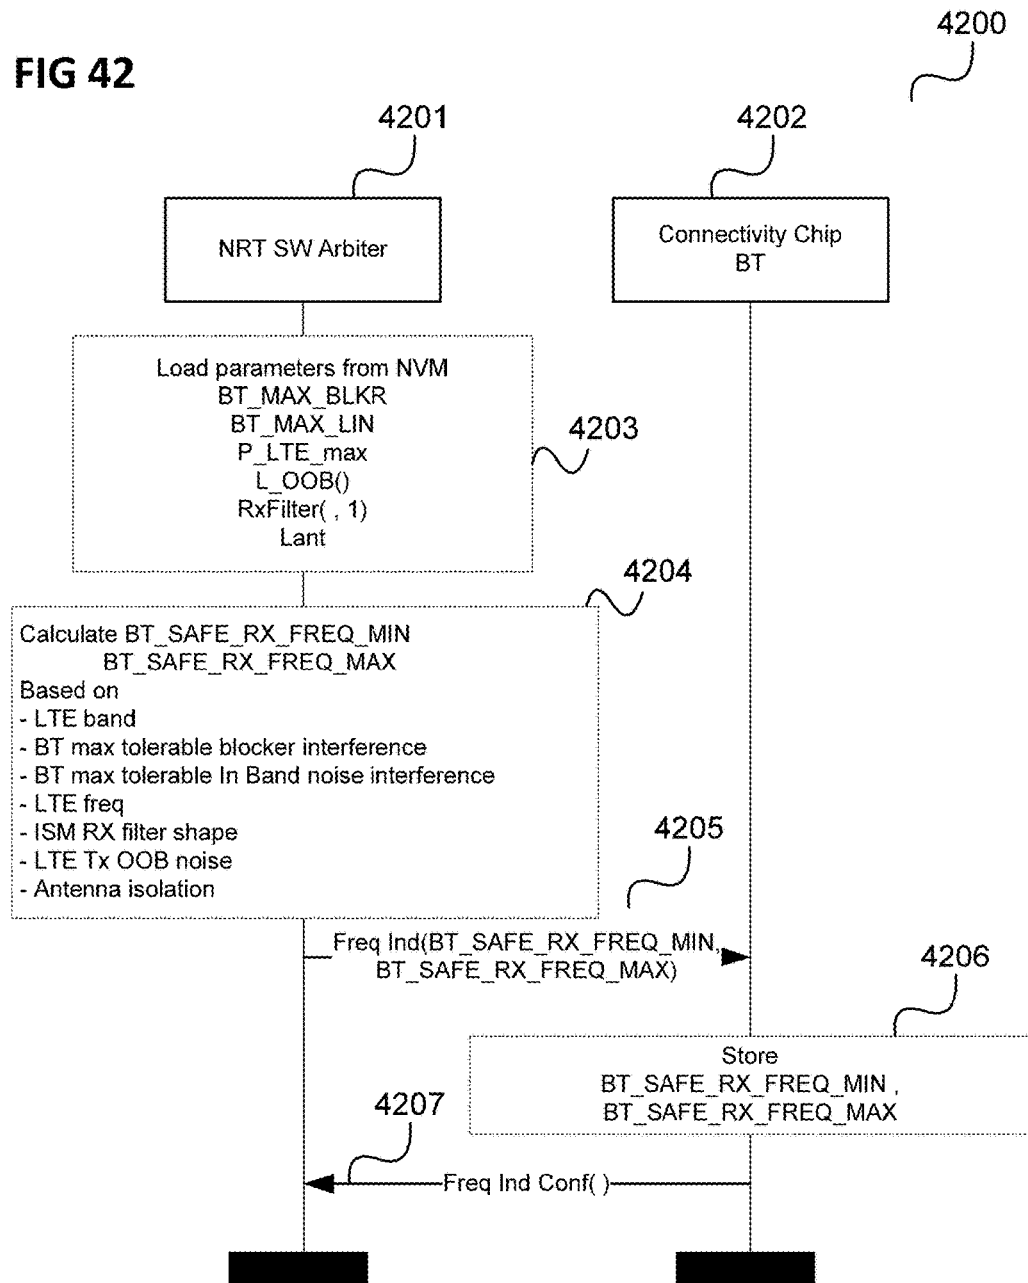 4200
FIG 42
4201
4202
NRT SW Arbiter
Connectivity Chip
BT
Load parameters from NVM
BT_MAX_BLKR
BT_MAX_LIN
P_LTE_max
L_OOB()
RxFilter( , 1)
Lant
4203
4204
Calculate BT_SAFE_RX_FREQ_MIN
BT_SAFE_RX_FREQ_MAX
Based on
- LTE band
- BT max tolerable blocker interference
- BT max tolerable In Band noise interference
- LTE freq
- ISM RX filter shape
- LTE Tx OOB noise
- Antenna isolation
4205
Freq Ind(BT_SAFE_RX_FREQ_MIN,
BT_SAFE_RX_FREQ_MAX)
4206
Store
BT_SAFE_RX_FREQ_MIN ,
BT_SAFE_RX_FREQ_MAX
4207
Freq Ind Conf( )